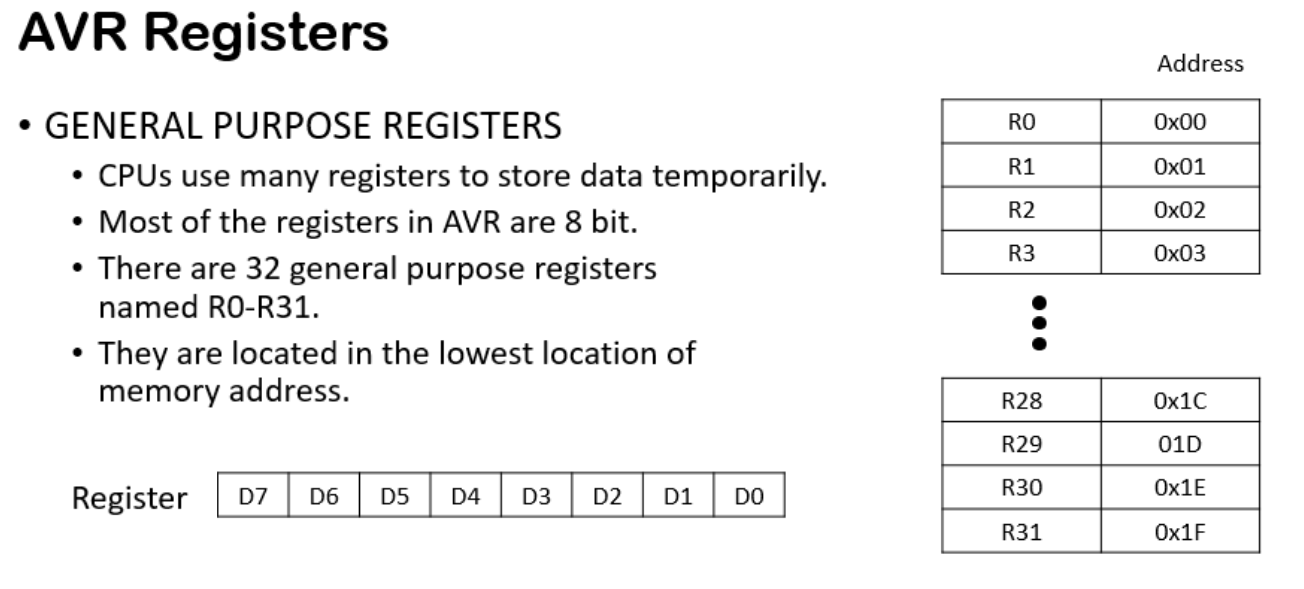 AVR Registers
• GENERAL PURPOSE REGISTERS
• CPUs use many registers to store data temporarily.
• Most of the registers in AVR are 8 bit.
• There are 32 general purpose registers
named R0-R31.
• They are located in the lowest location of
memory address.
Register D7 D6 D5 D4 D3 D2 D1 D0
Address
R0 0x00
R1 0x01
R2 0x02
R3 0x03
R28 0x1C
R29 01D
R30 0x1E
R31 0x1F